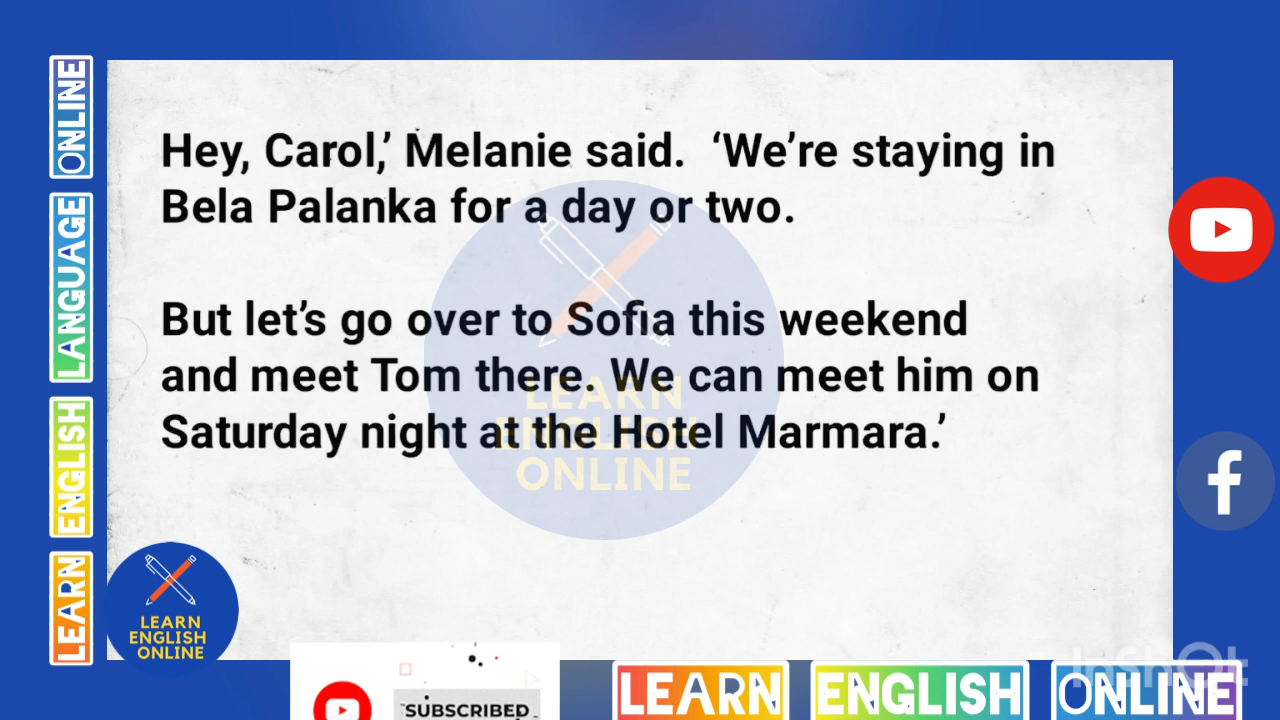 Hey, Carol,’ Melanie said.  ‘We’re staying in
Bela Palanka for a day or two.
But let’s go over to Sofia this weekend
and meet Tom there. We can meet him on
Saturday night at the Hotel Marmara.’
LEARN
ENGLISH
ONLINE
LEARN ENGLISH LANGUAGE ONLINE
LEARN
ENGLISH
ONLINE
SUBSCRIBED
LEARN ENGLISH ONLINE
InShOt